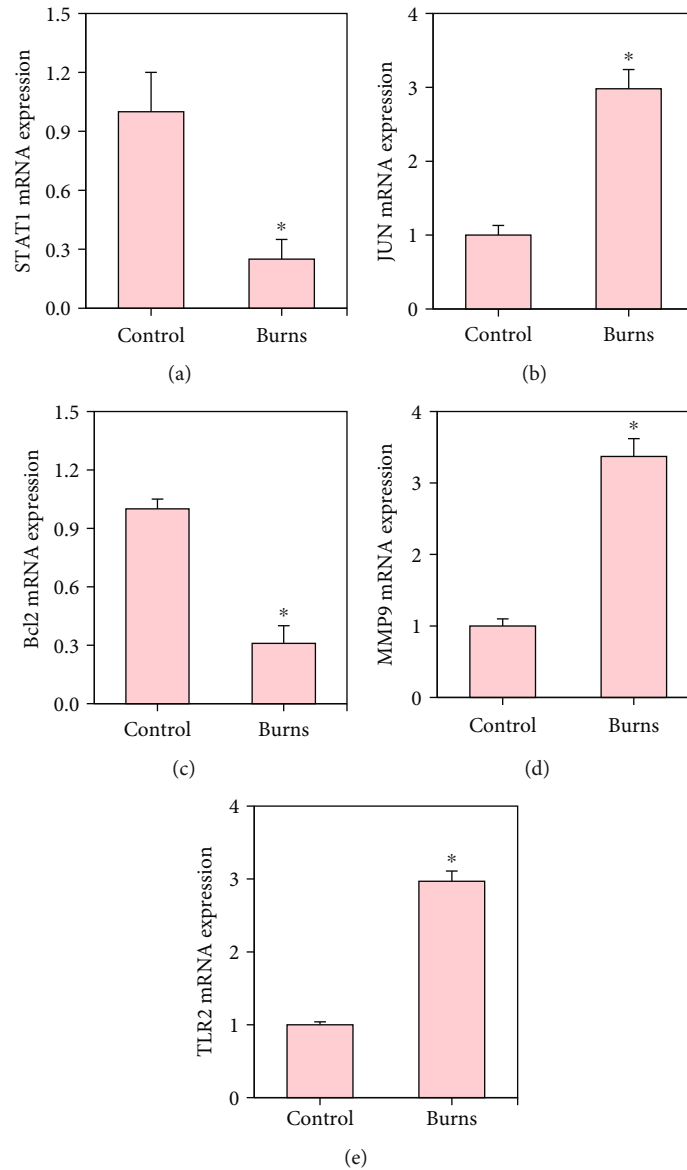 STAT1 mRNA expression
1.5
1.2
0.9
0.6
0.3
0.0
*
Control Burns
(a)
JUN mRNA expression
4
3
2
1
0
*
Control Burns
(b)
Bcl2 mRNA expression
1.5
1.2
0.9
0.6
0.3
0.0
*
Control Burns
(c)
MMP9 mRNA expression
4
3
2
1
0
*
Control Burns
(d)
TLR2 mRNA expression
4
3
2
1
0
*
Control Burns
(e)